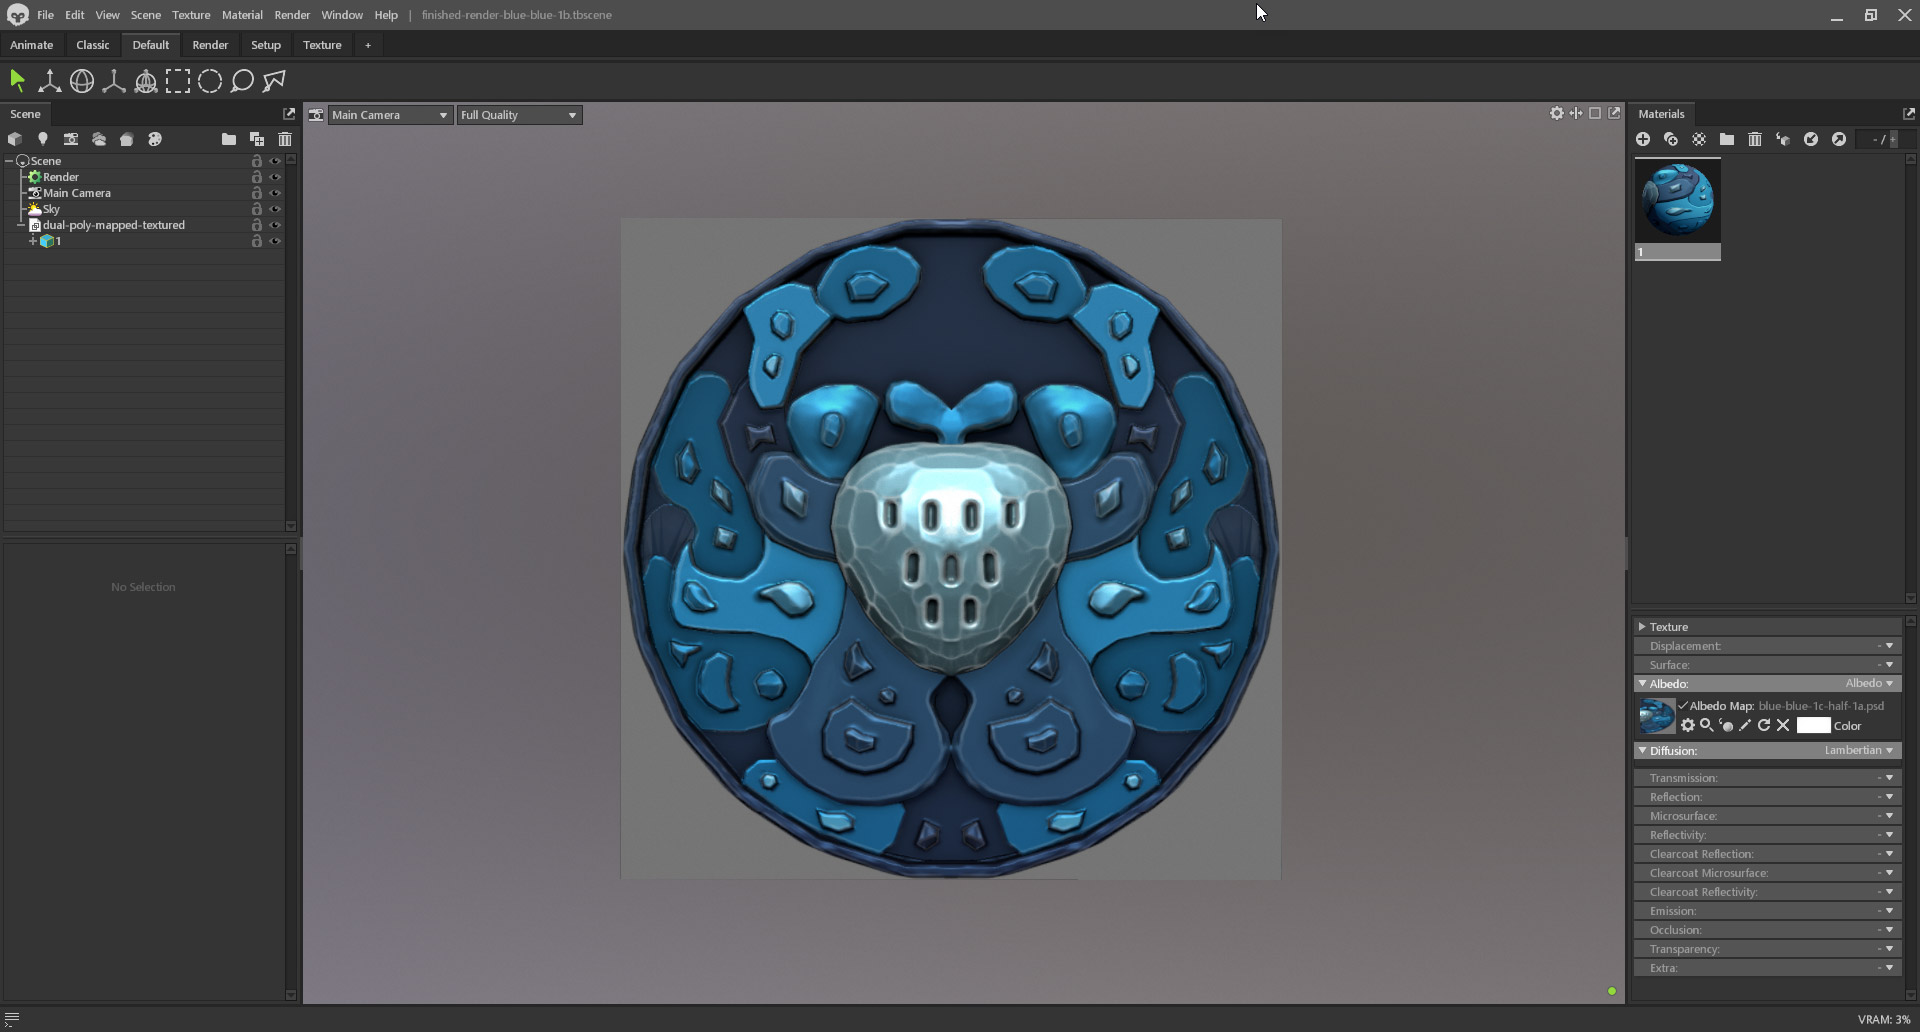 File Edit View Scene Texture Material Render Window Help | finished-render-blue-blue-1b.tbscene
Animate Classic Default Render Setup Texture +
Scene
Scene
Render
Main Camera
Sky
dual-poly-mapped-textured
1
No Selection
Main Camera Full Quality
Materials
- /
1
Texture
Displacement: -
Surface: -
Albedo: Albedo
Albedo Map: blue-blue-1c-half-1a.psd
Color
Diffusion: Lambertian
Transmission: -
Reflection: -
Microsurface: -
Reflectivity: -
Clearcoat Reflection: -
Clearcoat Microsurface: -
Clearcoat Reflectivity: -
Emission: -
Occlusion: -
Transparency: -
Extra: -
VRAM: 3%